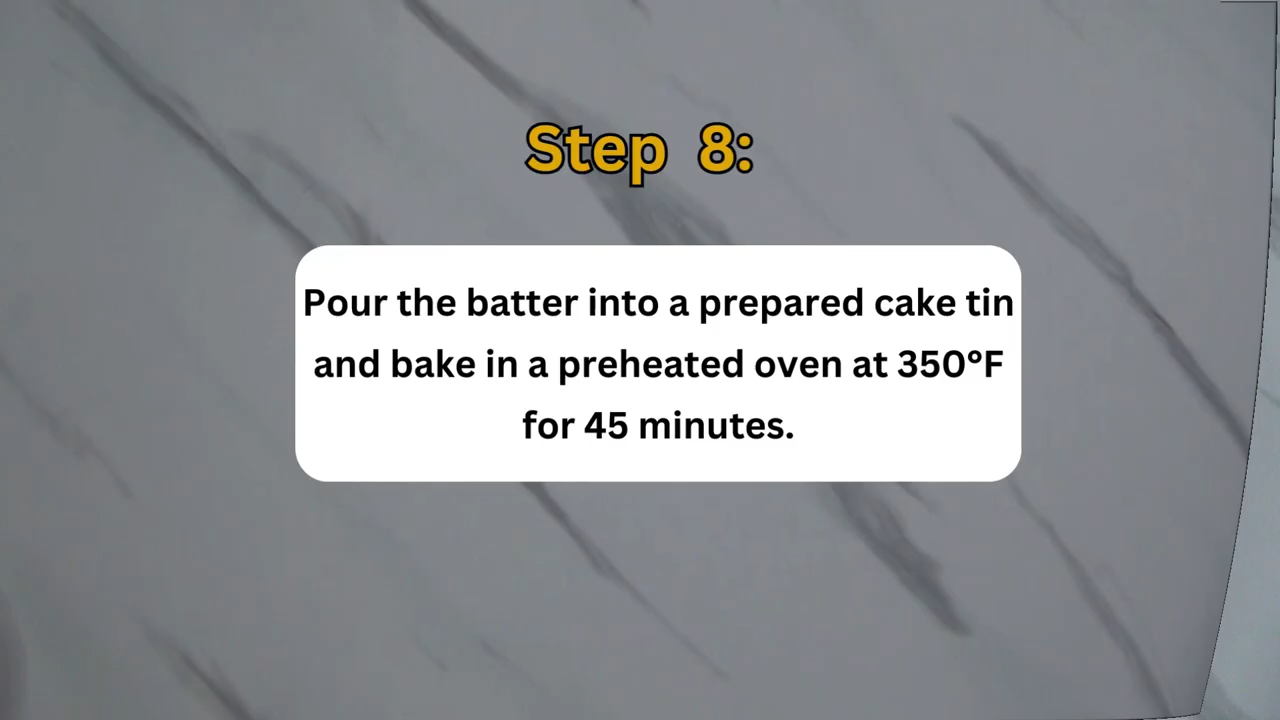 Step 8:
Pour the batter into a prepared cake tin
and bake in a preheated oven at 350°F
for 45 minutes.